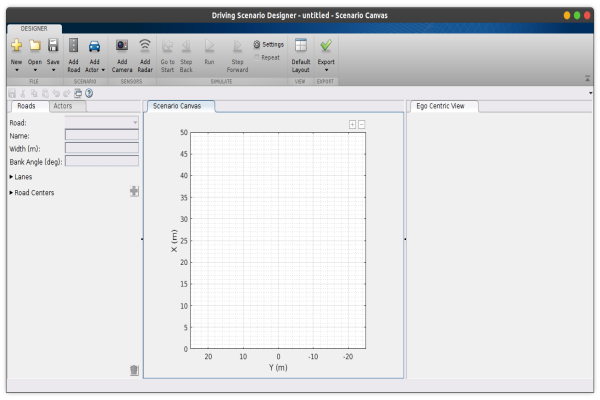 Driving Scenario Designer - untitled - Scenario Canvas
DESIGNER
New Open Save Add Road Add Actor Add Camera Add Radar Go to Start Step Back Run Step Forward Settings Repeat Default Layout Export
FILE SCENARIO SENSORS SIMULATE VIEW EXPORT
Roads Actors
Road:
Name:
Width (m):
Bank Angle (deg):
Lanes
Road Centers
Scenario Canvas
50
45
40
35
30
25
20
15
10
5
0
X (m)
20 10 0 -10 -20
Y (m)
Ego Centric View